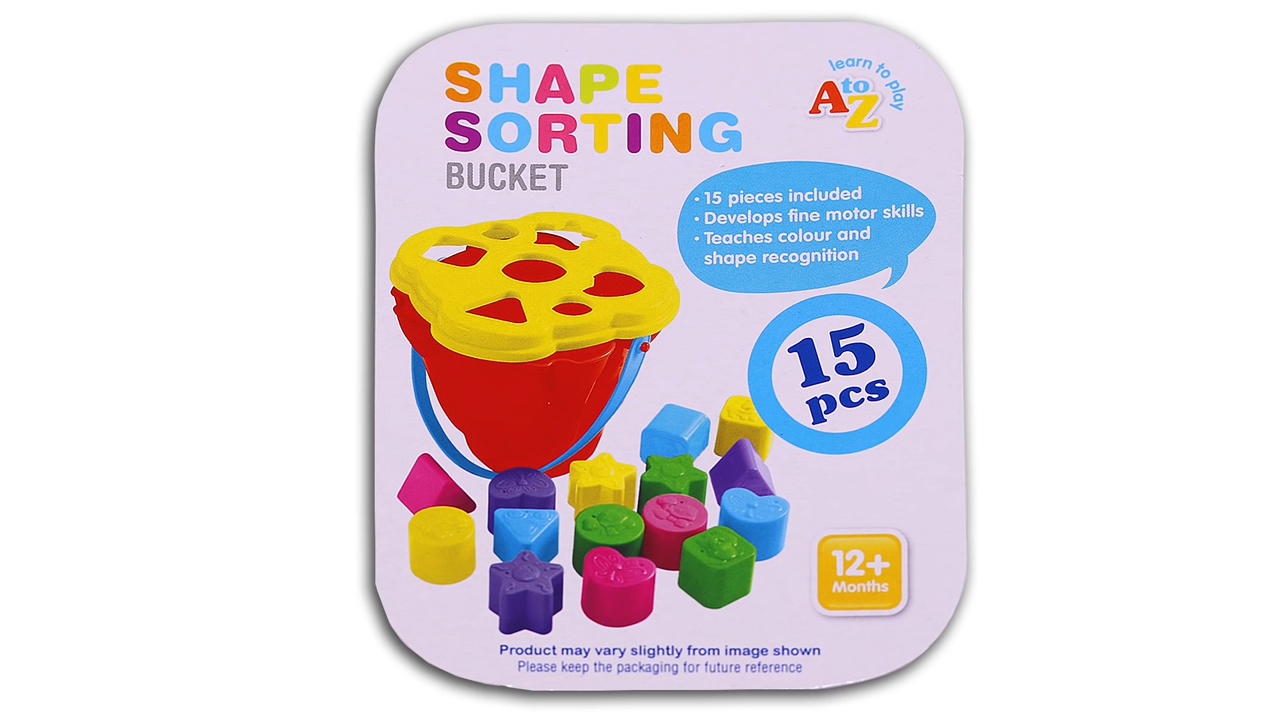 SHAPE
SORTING
BUCKET
learn to play
A to Z
• 15 pieces included
• Develops fine motor skills
• Teaches colour and
shape recognition
15
pcs
12+
Months
Product may vary slightly from image shown
Please keep the packaging for future reference